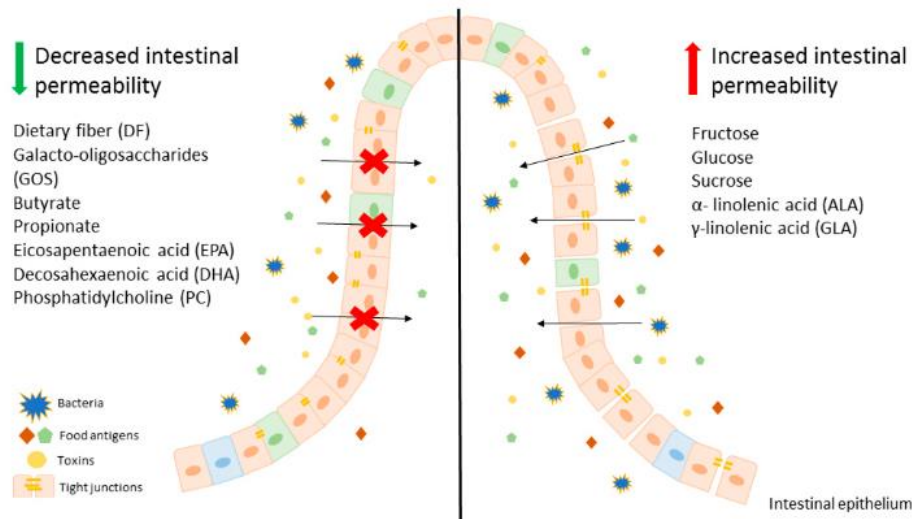 Decreased intestinal
permeability
Dietary fiber (DF)
Galacto-oligosaccharides
(GOS)
Butyrate
Propionate
Eicosapentaenoic acid (EPA)
Decosahexaenoic acid (DHA)
Phosphatidylcholine (PC)
Increased intestinal
permeability
Fructose
Glucose
Sucrose
α- linolenic acid (ALA)
γ-linolenic acid (GLA)
Bacteria
Food antigens
Toxins
Tight junctions
Intestinal epithelium